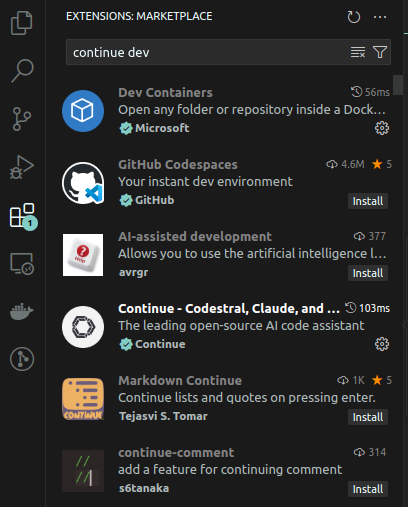 EXTENSIONS: MARKETPLACE
continue dev
Dev Containers 56ms
Open any folder or repository inside a Dock...
Microsoft
GitHub Codespaces 4.6M 5
Your instant dev environment
GitHub Install
AI-assisted development 377
Allows you to use the artificial intelligence l...
avrgr Install
Help
Continue - Codestral, Claude, and ... 103ms
The leading open-source AI code assistant
Continue
1
Markdown Continue 1K 5
Continue lists and quotes on pressing enter.
Tejasvi S. Tomar Install
CONTINUE
continue-comment 314
add a feature for continuing comment
s6tanaka Install
//
//